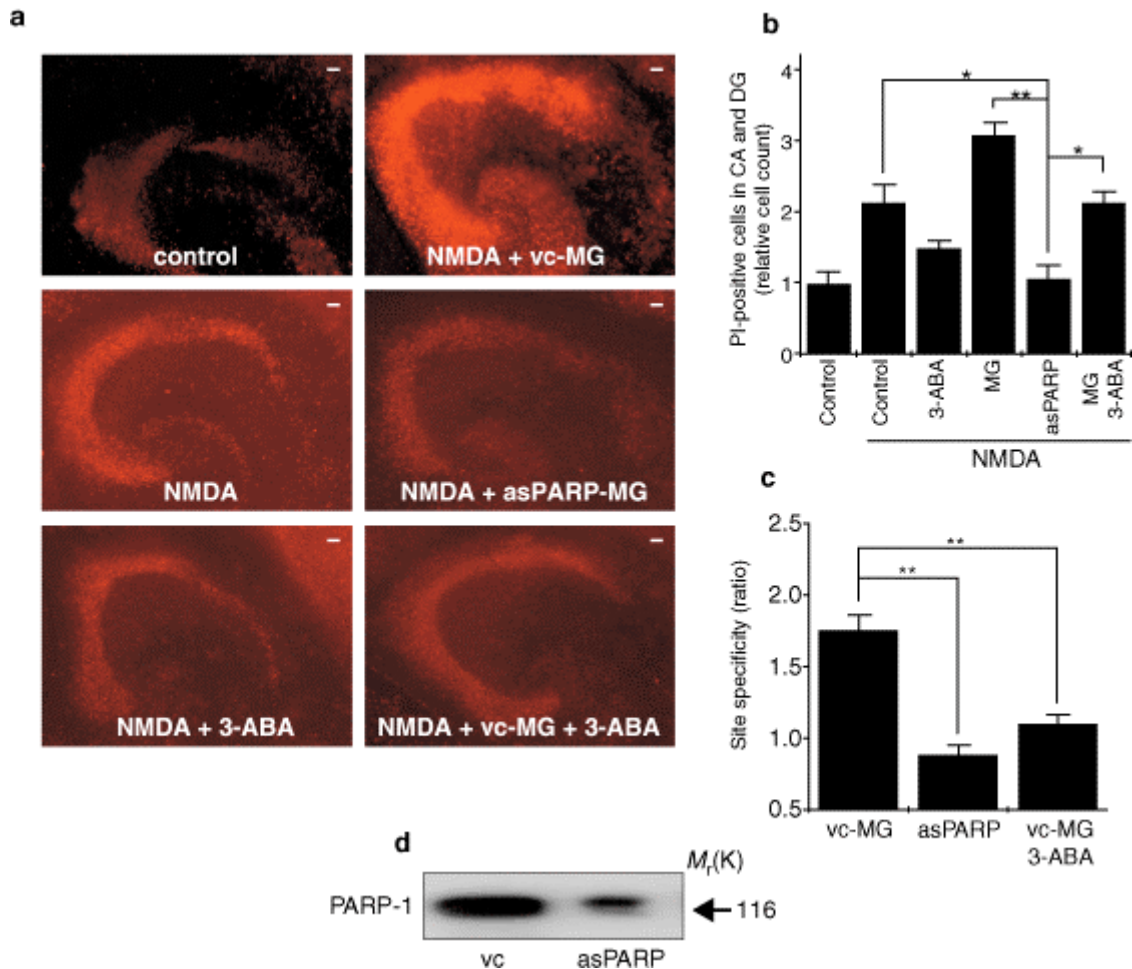 a
control
NMDA + vc-MG
NMDA
NMDA + asPARP-MG
NMDA + 3-ABA
NMDA + vc-MG + 3-ABA
b
PI-positive cells in CA and DG
(relative cell count)
4
3
2
1
0
*
**
*
Control
Control
3-ABA
MG
asPARP
MG
3-ABA
NMDA
c
Site specificity (ratio)
2.5
2.0
1.5
1.0
0.5
**
**
vc-MG
asPARP
vc-MG
3-ABA
d
Mr(K)
PARP-1
116
vc
asPARP